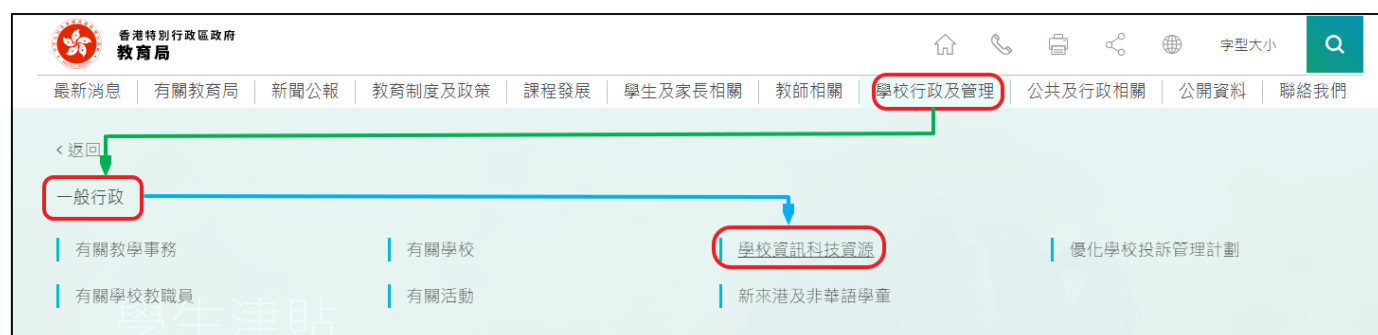 香港特別行政區政府
教育局
字型大小
最新消息 有關教育局 新聞公報 教育制度及政策 課程發展 學生及家長相關 教師相關 學校行政及管理 公共及行政相關 公開資料 聯絡我們
<返回
一般行政
有關教學事務 有關學校 學校資訊科技資源 優化學校投訴管理計劃
有關學校教職員 有關活動 新來港及非華語學童
學生津貼